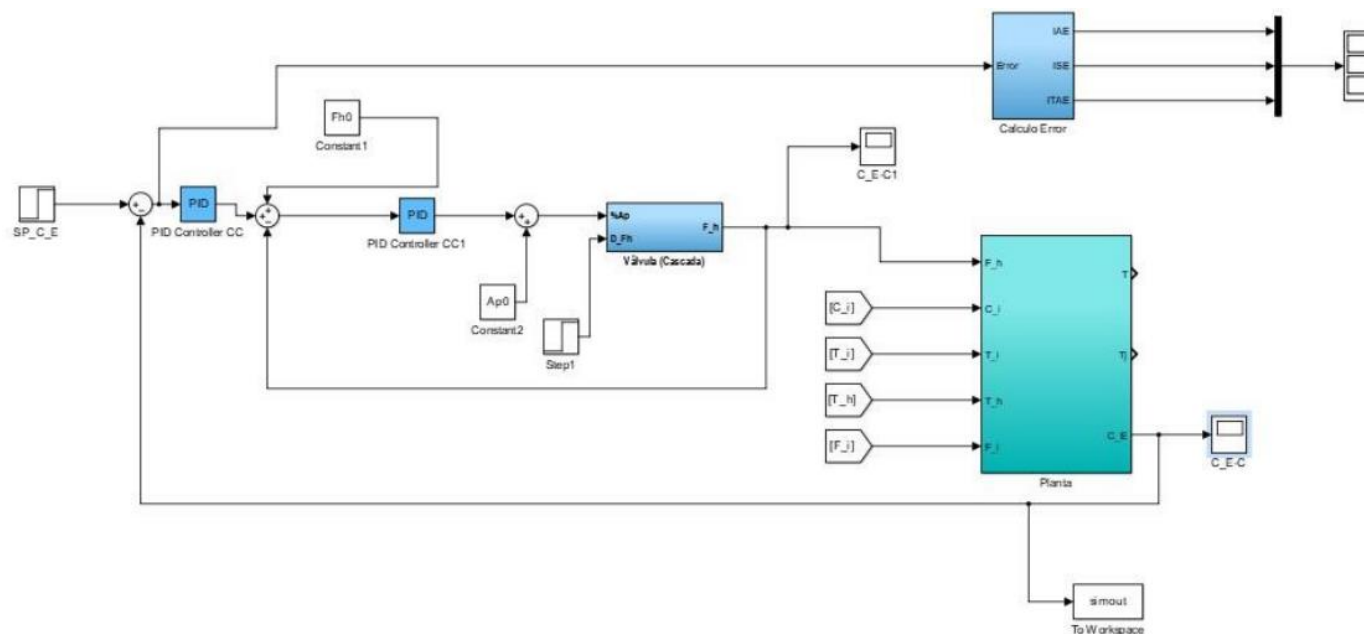 IAE
Error
ISE
ITAE
Calculo Error
Fh0
Constant1
C_E-C1
SP_C_E
PID
PID Controller CC
PID
PID Controller CC1
%Ap
D_Fh
F_h
Válvula (Cascada)
Ap0
Constant2
Step1
F_h
C_i
T_i
T_h
F_i
T
Tj
C_E
Planta
[C_i]
[T_i]
[T_h]
[F_i]
C_E-C
simout
To Workspace